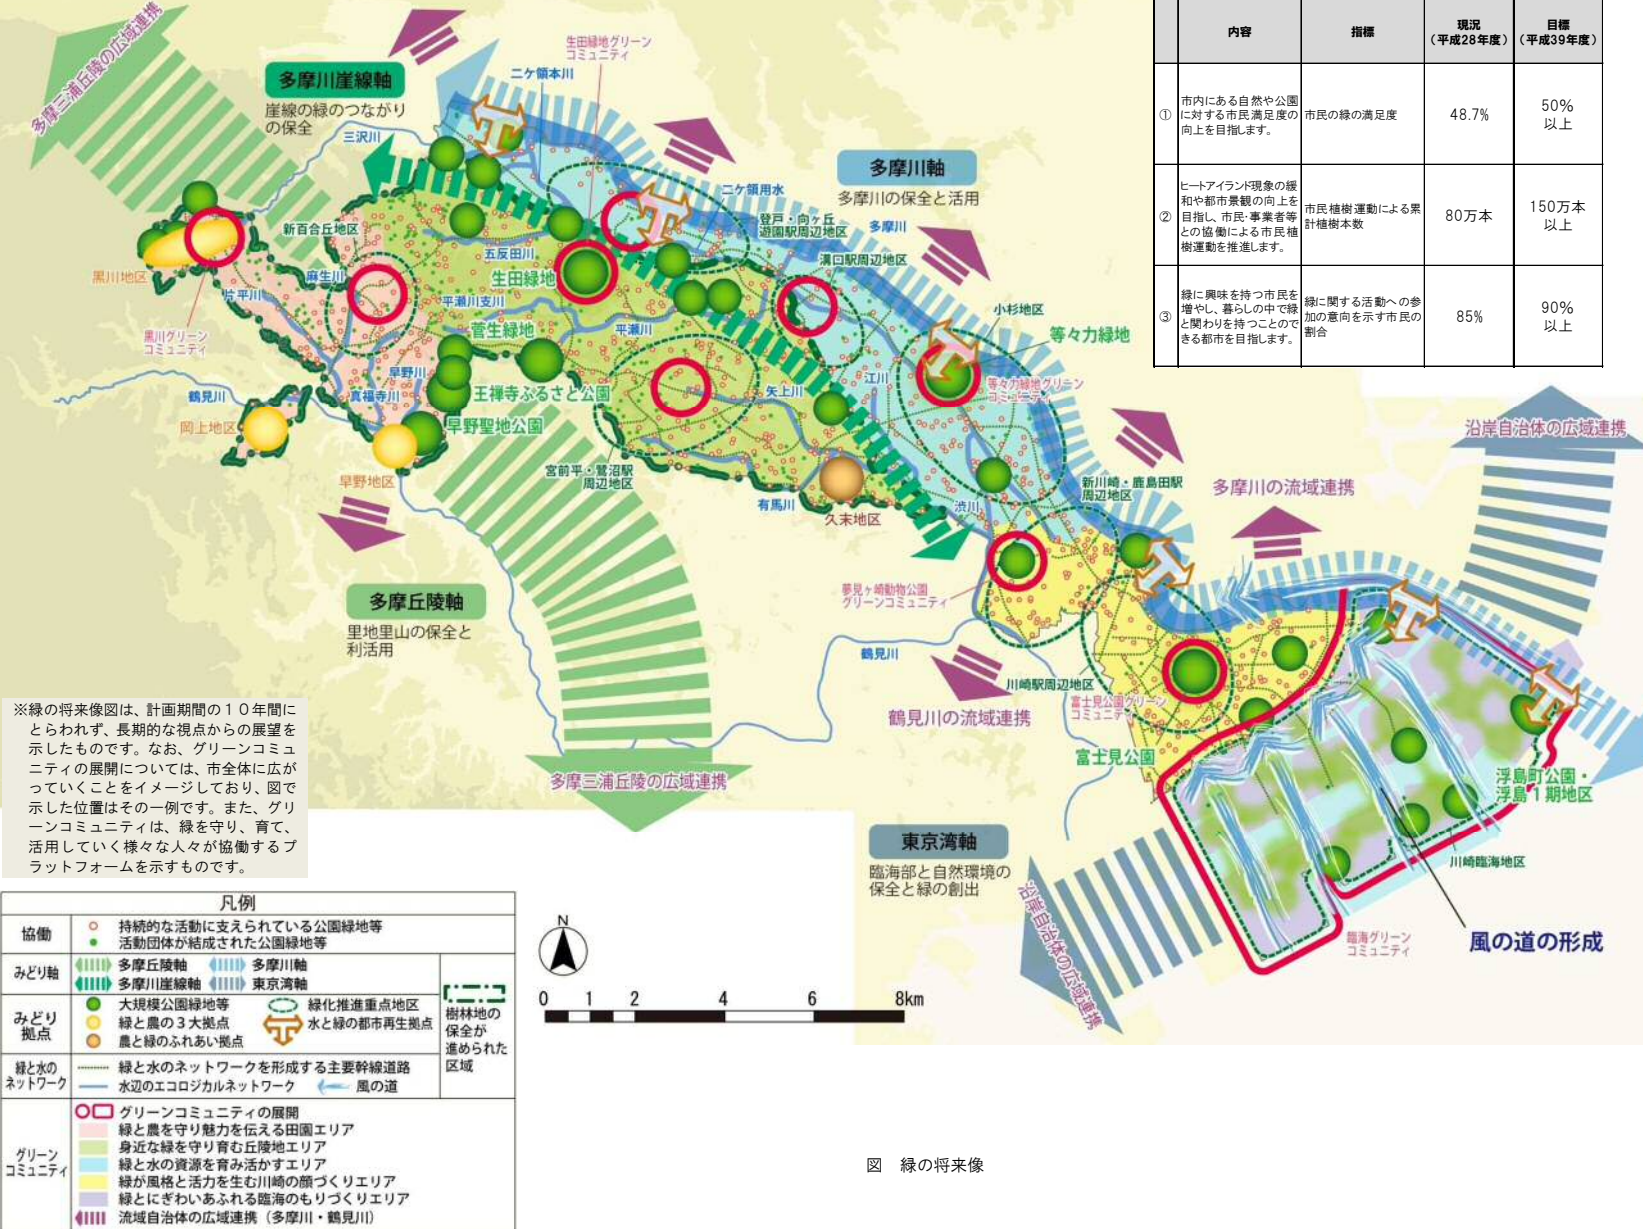 内容
指標
現況
（平成28年度）
目標
（平成39年度）
①
市内にある自然や公園
に対する市民満足度の
向上を目指します。
市民の緑の満足度
48.7%
50%
以上
②
ヒートアイランド現象の緩
和や都市景観の向上を
目指し、市民・事業者等
との協働による市民植
樹運動を推進します。
市民植樹運動による累
計植樹本数
80万本
150万本
以上
③
緑に興味を持つ市民を
増やし、暮らしの中で緑
と関わりを持つことので
きる都市を目指します。
緑に関する活動への参
加の意向を示す市民の
割合
85%
90%
以上
多摩三浦丘陵の広域連携
多摩川崖線軸
崖線の緑のつながり
の保全
三沢川
生田緑地グリーン
コミュニティ
二ケ領本川
多摩川軸
多摩川の保全と活用
二ケ領用水
登戸・向ヶ丘
遊園駅周辺地区
多摩川
溝口駅周辺地区
新百合丘地区
五反田川
生田緑地
黒川地区
片平川
麻生川
平瀬川支川
菅生緑地
平瀬川
小杉地区
等々力緑地
黒川グリーン
コミュニティ
早野川
江川
等々力緑地グリーン
コミュニティ
鶴見川
真福寺川
王禅寺ふるさと公園
矢上川
岡上地区
早野聖地公園
沿岸自治体の広域連携
宮前平・鷺沼駅
周辺地区
早野地区
新川崎・鹿島田駅
周辺地区
多摩川の流域連携
有馬川
久末地区
渋川
夢見ヶ崎動物公園
グリーンコミュニティ
多摩丘陵軸
里地里山の保全と
利活用
鶴見川
川崎駅周辺地区
富士見公園グリーン
コミュニティ
鶴見川の流域連携
富士見公園
多摩三浦丘陵の広域連携
浮島町公園・
浮島1期地区
東京湾軸
臨海部と自然環境の
保全と緑の創出
川崎臨海地区
沿岸自治体の広域連携
臨海グリーン
コミュニティ
風の道の形成
※緑の将来像図は、計画期間の１０年間に
とらわれず、長期的な視点からの展望を
示したものです。なお、グリーンコミュ
ニティの展開については、市全体に広が
っていくことをイメージしており、図で
示した位置はその一例です。また、グリ
ーンコミュニティは、緑を守り、育て、
活用していく様々な人々が協働するプ
ラットフォームを示すものです。
凡例
協働
持続的な活動に支えられている公園緑地等
活動団体が結成された公園緑地等
みどり軸
多摩丘陵軸 多摩川軸
多摩川崖線軸 東京湾軸
みどり
拠点
大規模公園緑地等 緑化推進重点地区
緑と農の３大拠点 水と緑の都市再生拠点
農と緑のふれあい拠点
樹林地の
保全が
進められた
区域
緑と水の
ネットワーク
緑と水のネットワークを形成する主要幹線道路
水辺のエコロジカルネットワーク 風の道
グリーン
コミュニティ
グリーンコミュニティの展開
緑と農を守り魅力を伝える田園エリア
身近な緑を守り育む丘陵地エリア
緑と水の資源を育み活かすエリア
緑が風格と活力を生む川崎の顔づくりエリア
緑とにぎわいあふれる臨海のもりづくりエリア
流域自治体の広域連携（多摩川・鶴見川）
N
0 1 2 4 6 8km
図　緑の将来像